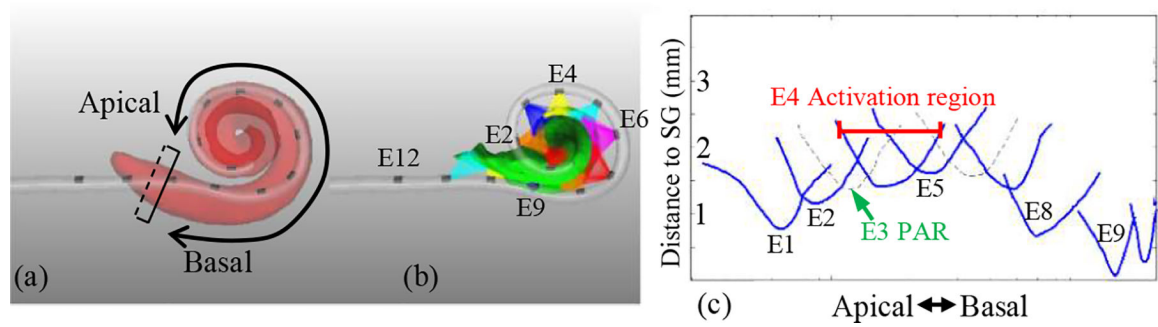 Apical
Basal
(a)
E4
E6
E2
E12
E9
(b)
Distance to SG (mm)
3
2
1
E4 Activation region
E5
E2
E1
E3 PAR
E8
E9
(c)
Apical
Basal